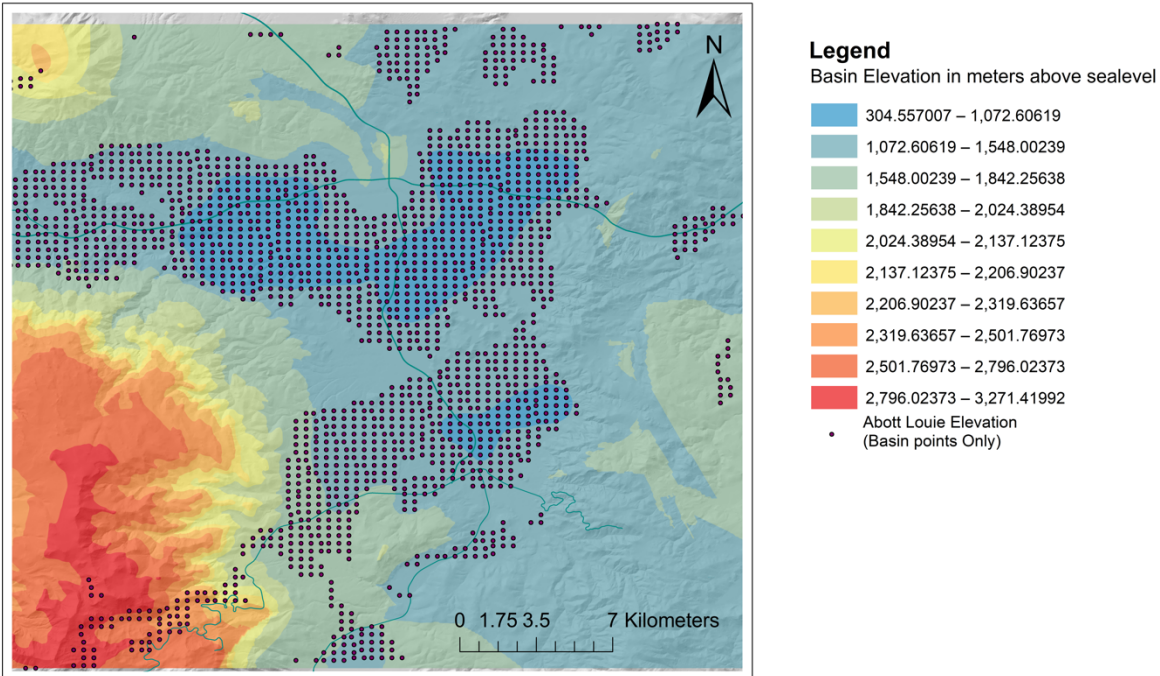 N
0 1.75 3.5 7 Kilometers
Legend
Basin Elevation in meters above sealevel
304.557007 – 1,072.60619
1,072.60619 – 1,548.00239
1,548.00239 – 1,842.25638
1,842.25638 – 2,024.38954
2,024.38954 – 2,137.12375
2,137.12375 – 2,206.90237
2,206.90237 – 2,319.63657
2,319.63657 – 2,501.76973
2,501.76973 – 2,796.02373
2,796.02373 – 3,271.41992
Abott Louie Elevation
(Basin points Only)